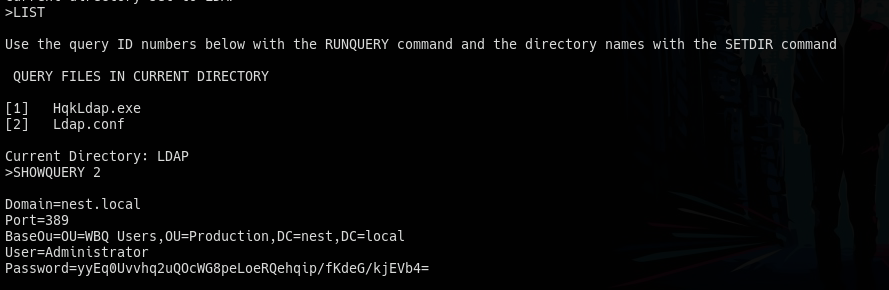 >LIST
Use the query ID numbers below with the RUNQUERY command and the directory names with the SETDIR command
QUERY FILES IN CURRENT DIRECTORY
[1]   HqkLdap.exe
[2]   Ldap.conf
Current Directory: LDAP
>SHOWQUERY 2
Domain=nest.local
Port=389
BaseOu=OU=WBQ Users,OU=Production,DC=nest,DC=local
User=Administrator
Password=yyEq0Uvvhq2uQOcWG8peLoeRQehqip/fKdeG/kjEVb4=